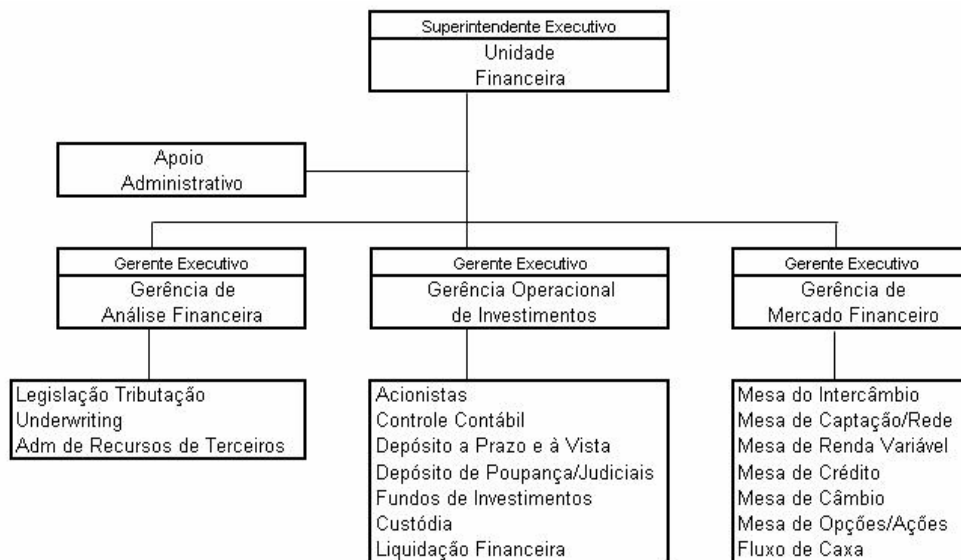 Superintendente Executivo
Unidade
Financeira
Apoio
Administrativo
Gerente Executivo
Gerência de
Análise Financeira
Gerente Executivo
Gerência Operacional
de Investimentos
Gerente Executivo
Gerência de
Mercado Financeiro
Legislação Tributação
Underwriting
Adm de Recursos de Terceiros
Acionistas
Controle Contábil
Depósito a Prazo e à Vista
Depósito de Poupança/Judiciais
Fundos de Investimentos
Custódia
Liquidação Financeira
Mesa do Intercâmbio
Mesa de Captação/Rede
Mesa de Renda Variável
Mesa de Crédito
Mesa de Câmbio
Mesa de Opções/Ações
Fluxo de Caxa